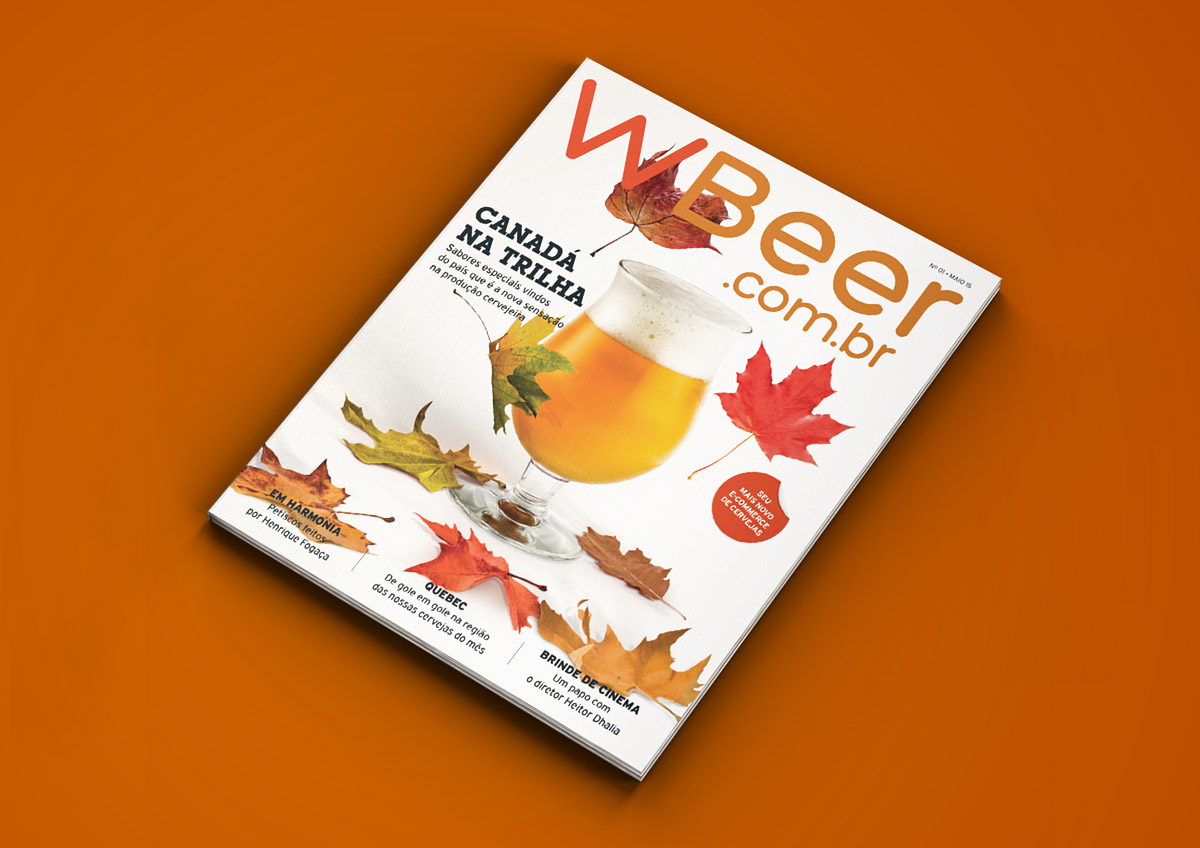 WBeer
.com.br
Nº 01 • MAIO 15
CANADÁ
NA TRILHA
Sabores especiais vindos
do país que é a nova sensação
na produção cervejeira
SEU
MAIS NOVO
E-COMMERCE
DE CERVEJAS
EM HARMONIA
Petiscos feitos
por Henrique Fogaça
QUEBEC
De gole em gole na região
das nossas cervejas do mês
BRINDE DE CINEMA
Um papo com
o diretor Heitor Dhalia